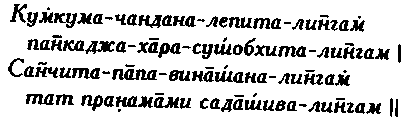 Кум̇кума-чандана-лепита-лин̃гам̇
пан̃каджа-ха̄ра-суш́обхита-лин̃гам |
Сан̃чита-па̄па-вина̄ш́ана-лин̃гам̇
тат пран̣ама̄ми сада̄ш́ива-лин̃гам ||